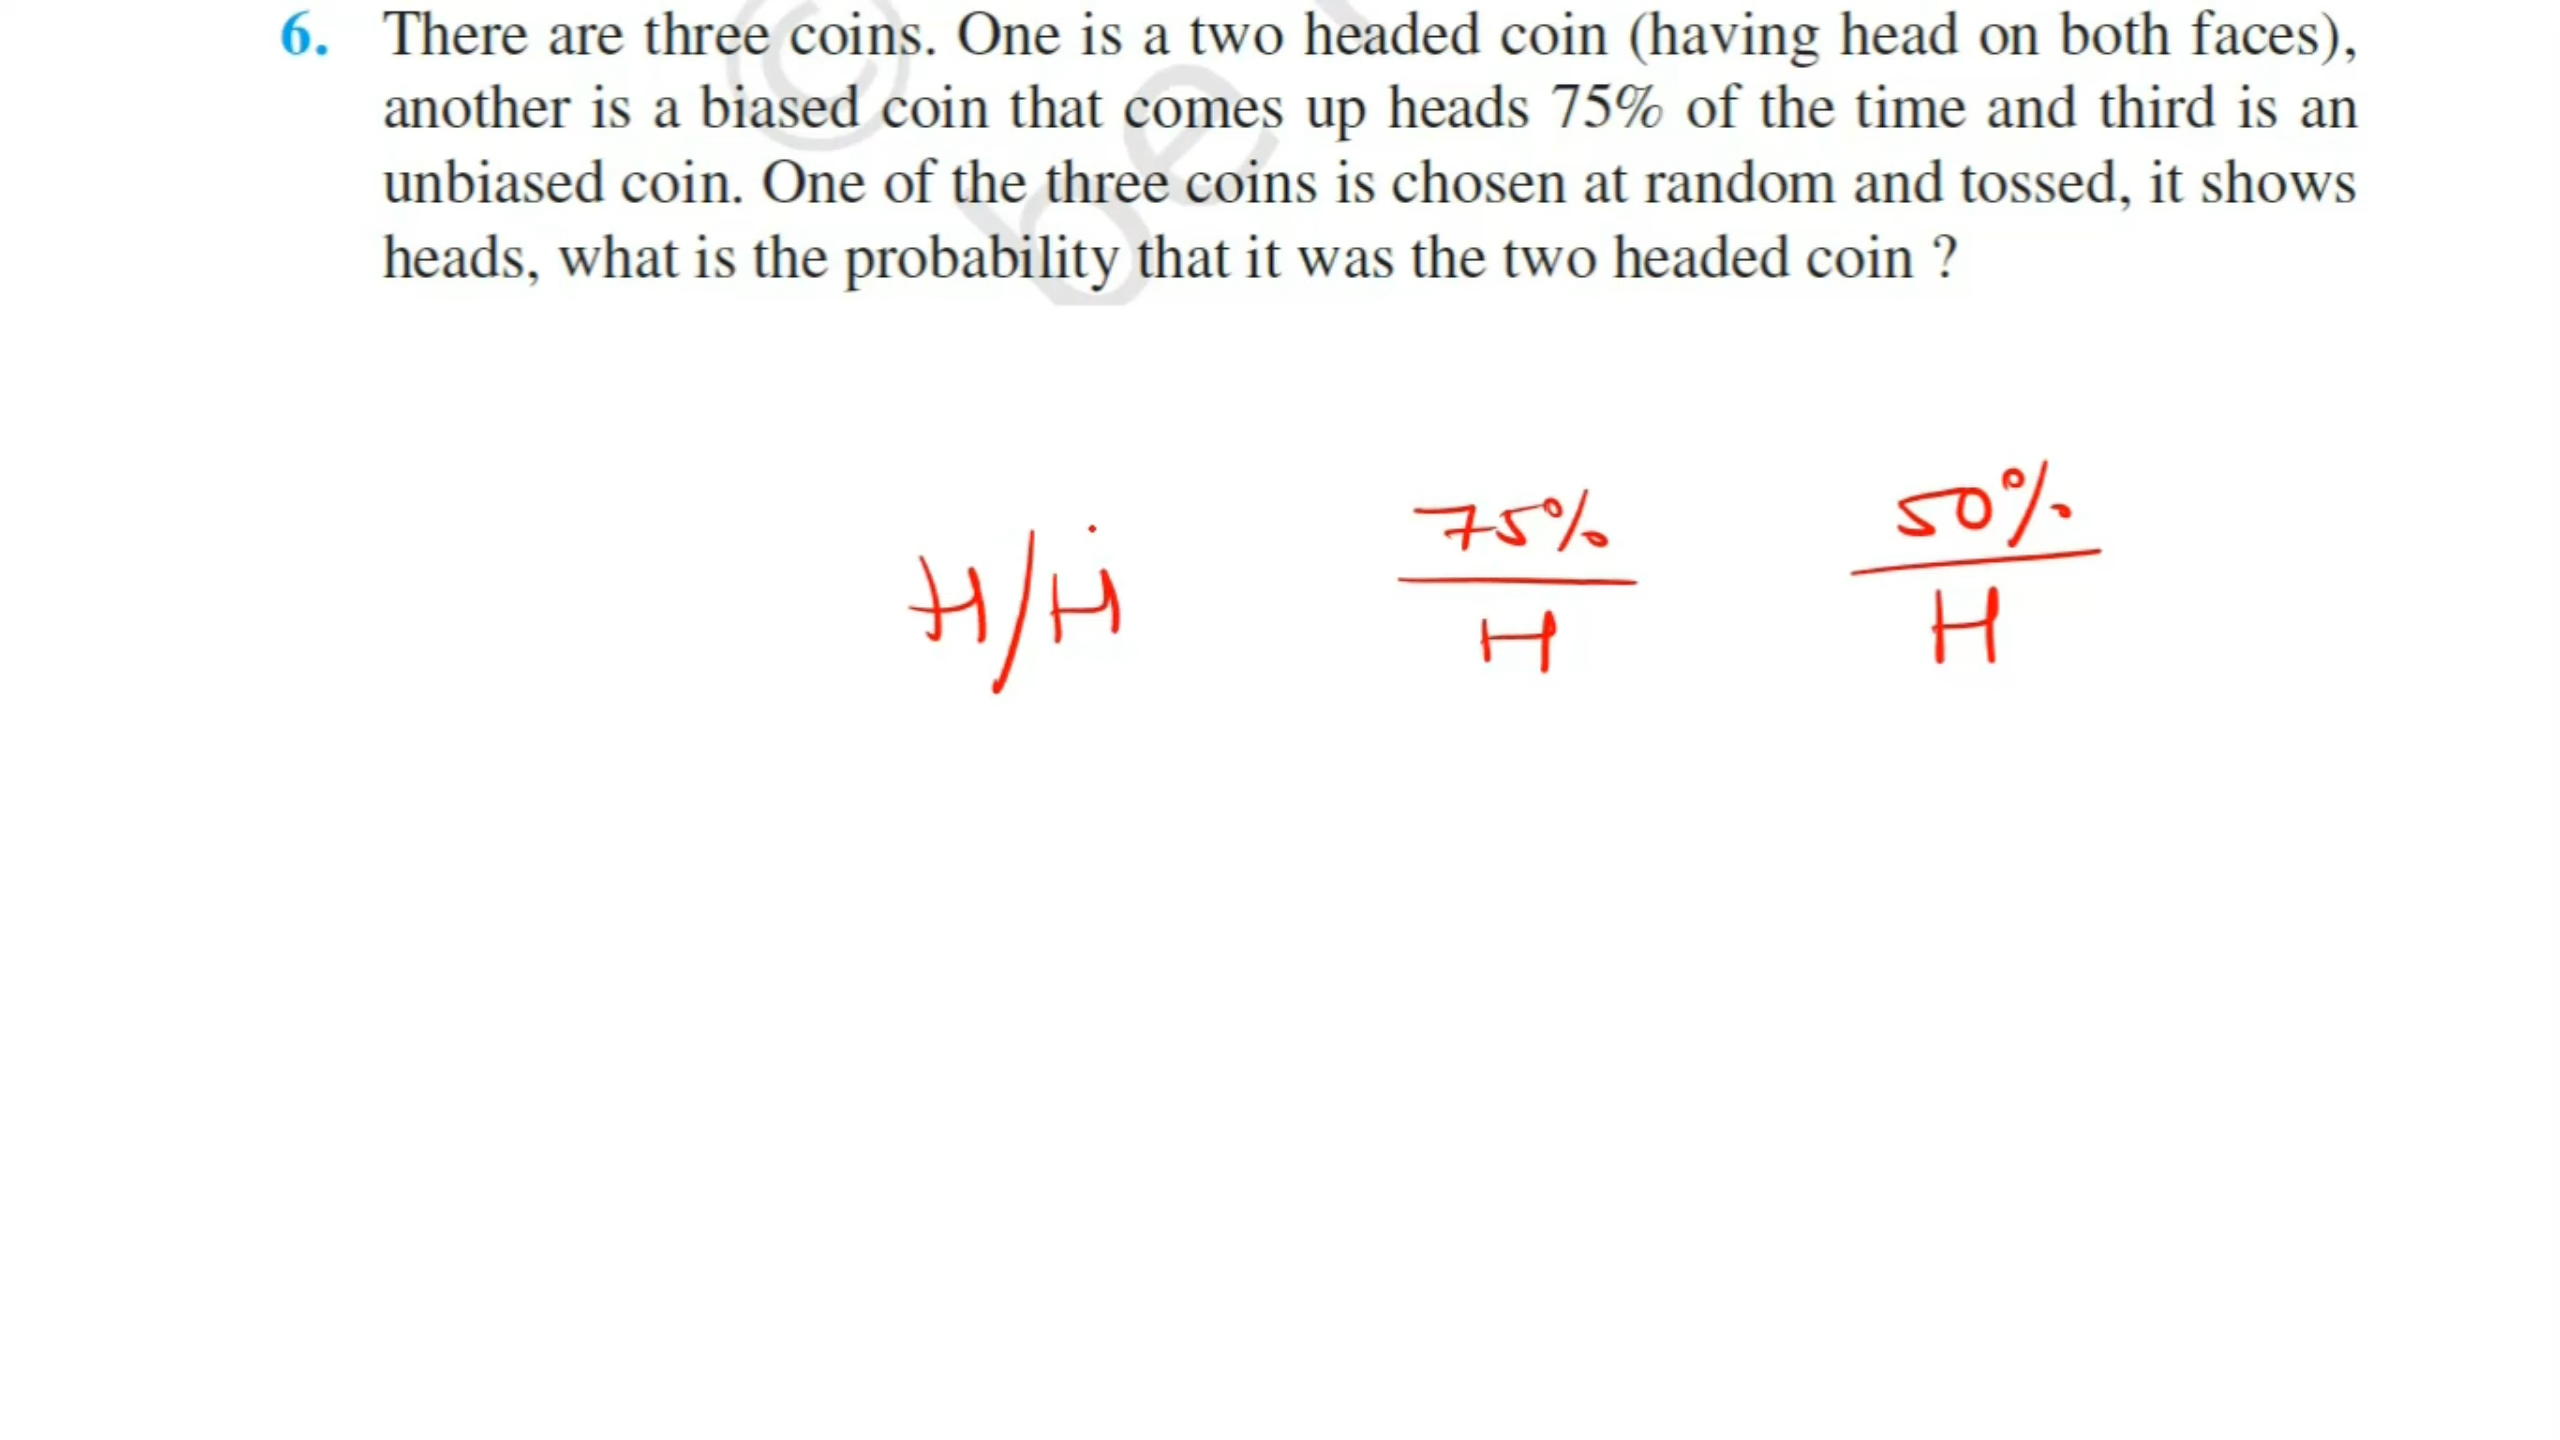 6. There are three coins. One is a two headed coin (having head on both faces),
another is a biased coin that comes up heads 75% of the time and third is an
unbiased coin. One of the three coins is chosen at random and tossed, it shows
heads, what is the probability that it was the two headed coin ?
H/H 75% 50%
H H
©
be